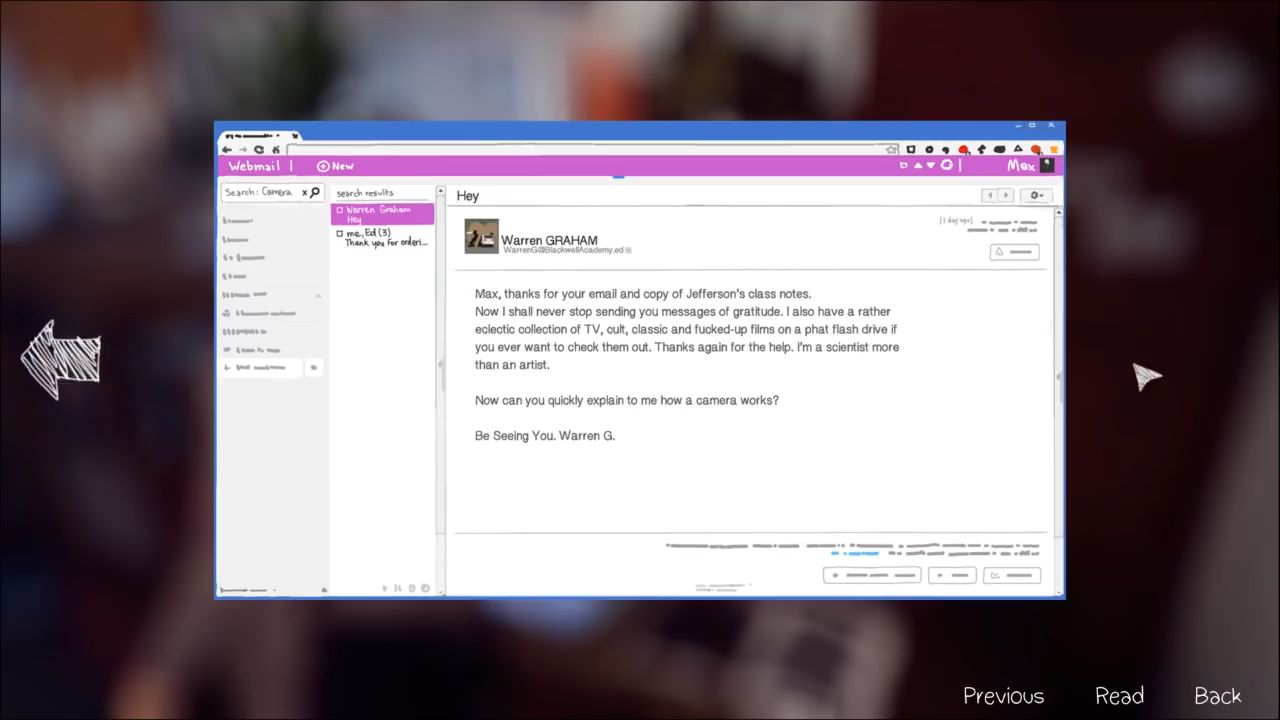 Webmail | New
Max
Search: Camera x
search results
Warren Graham
Hey
me, Ed (3)
Thank you for orderi...
Hey
(1 day ago)
Warren GRAHAM
WarrenG@BlackwellAcademy.ed
Max, thanks for your email and copy of Jefferson's class notes.
Now I shall never stop sending you messages of gratitude. I also have a rather
eclectic collection of TV, cult, classic and fucked-up films on a phat flash drive if
you ever want to check them out. Thanks again for the help. I'm a scientist more
than an artist.
Now can you quickly explain to me how a camera works?
Be Seeing You. Warren G.
Previous Read Back